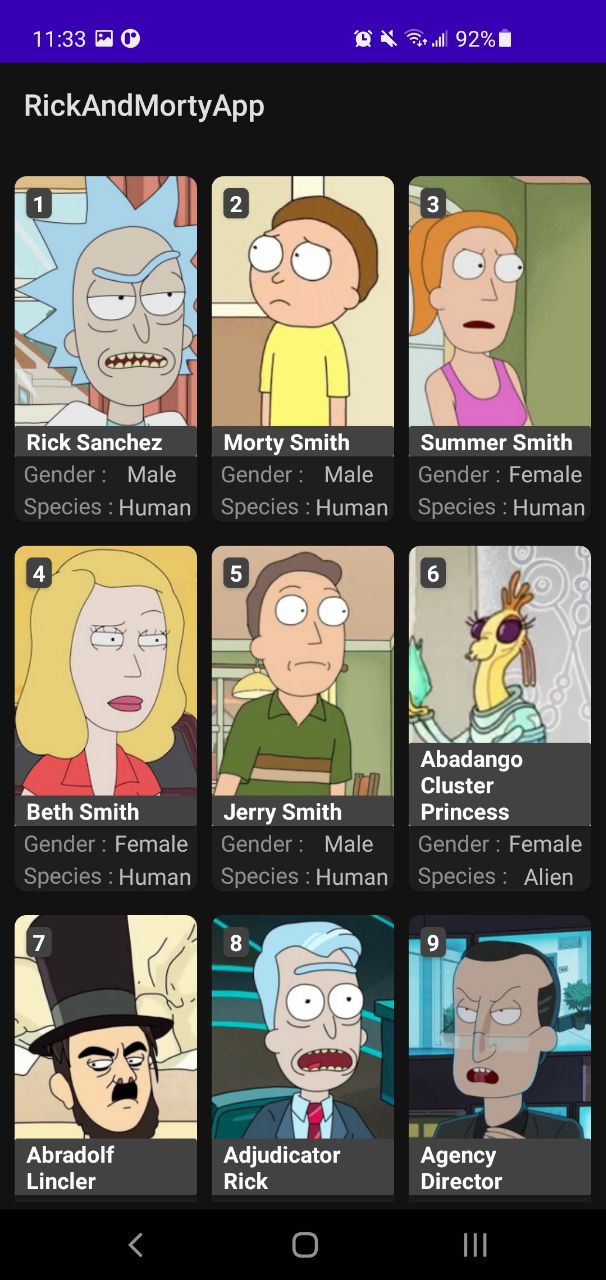 11:33 92%
RickAndMortyApp
1 2 3
Rick Sanchez Morty Smith Summer Smith
Gender : Male Gender : Male Gender : Female
Species : Human Species : Human Species : Human
4 5 6
Abadango
Cluster
Beth Smith Jerry Smith Princess
Gender : Female Gender : Male Gender : Female
Species : Human Species : Human Species : Alien
7 8 9
Abradolf Adjudicator Agency
Lincler Rick Director